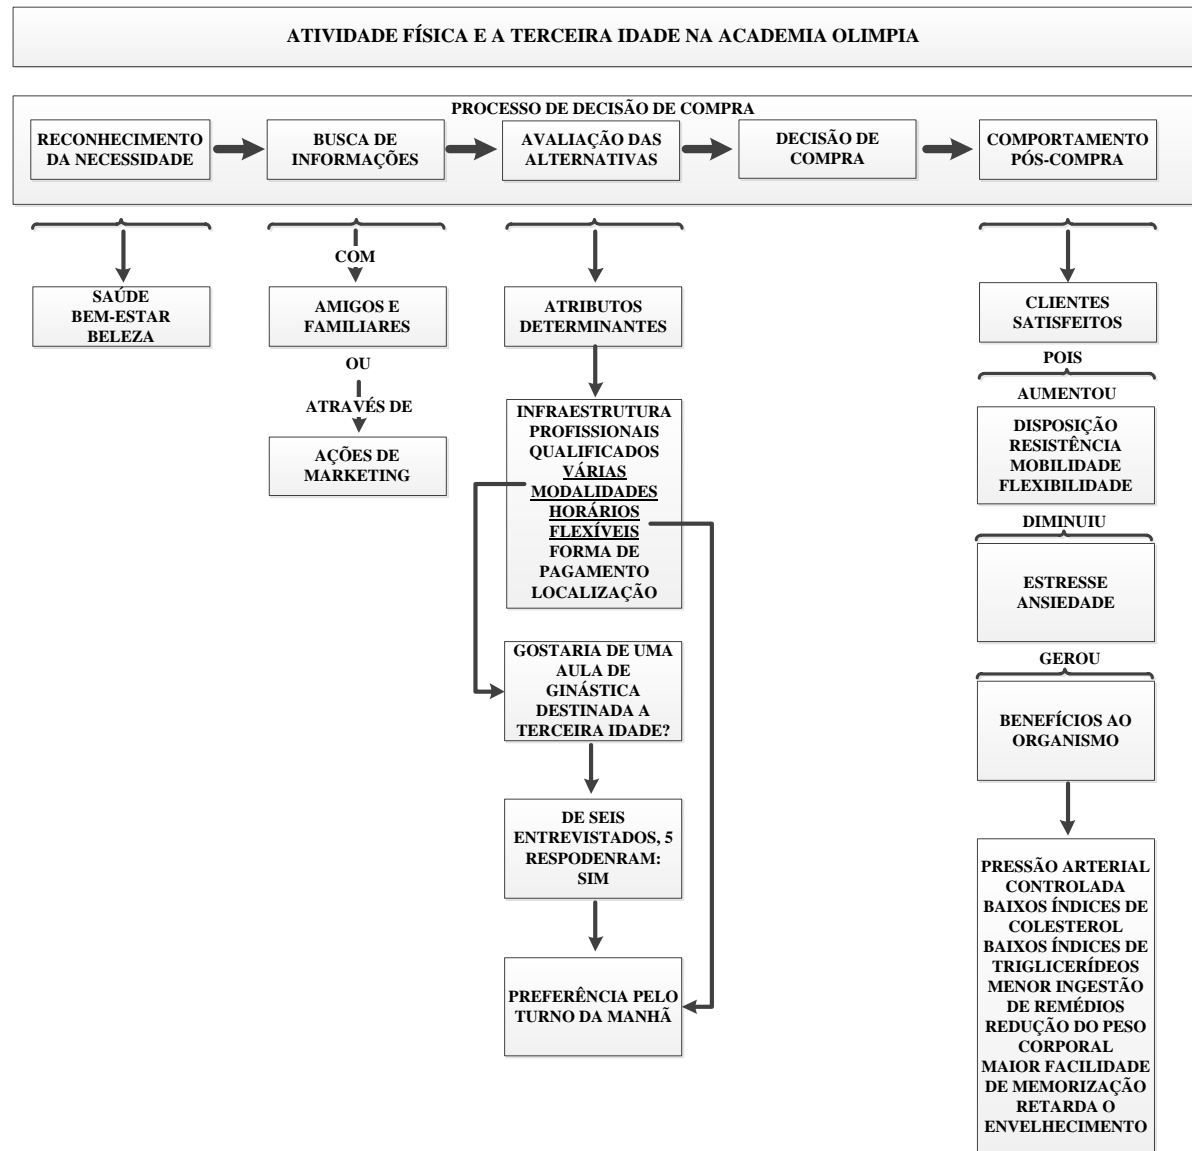 ATIVIDADE FÍSICA E A TERCEIRA IDADE NA ACADEMIA OLIMPIA
PROCESSO DE DECISÃO DE COMPRA
RECONHECIMENTO
DA NECESSIDADE
BUSCA DE
INFORMAÇÕES
AVALIAÇÃO DAS
ALTERNATIVAS
DECISÃO DE
COMPRA
COMPORTAMENTO
PÓS-COMPRA
SAÚDE
BEM-ESTAR
BELEZA
COM
AMIGOS E
FAMILIARES
OU
ATRAVÉS DE
AÇÕES DE
MARKETING
ATRIBUTOS
DETERMINANTES
INFRAESTRUTURA
PROFISSIONAIS
QUALIFICADOS
VÁRIAS
MODALIDADES
HORÁRIOS
FLEXÍVEIS
FORMA DE
PAGAMENTO
LOCALIZAÇÃO
GOSTARIA DE UMA
AULA DE
GINÁSTICA
DESTINADA A
TERCEIRA IDADE?
DE SEIS
ENTREVISTADOS, 5
RESPODENRAM:
SIM
PREFERÊNCIA PELO
TURNO DA MANHÃ
CLIENTES
SATISFEITOS
POIS
AUMENTOU
DISPOSIÇÃO
RESISTÊNCIA
MOBILIDADE
FLEXIBILIDADE
DIMINUIU
ESTRESSE
ANSIEDADE
GEROU
BENEFÍCIOS AO
ORGANISMO
PRESSÃO ARTERIAL
CONTROLADA
BAIXOS ÍNDICES DE
COLESTEROL
BAIXOS ÍNDICES DE
TRIGLICERÍDEOS
MENOR INGESTÃO
DE REMÉDIOS
REDUÇÃO DO PESO
CORPORAL
MAIOR FACILIDADE
DE MEMORIZAÇÃO
RETARDA O
ENVELHECIMENTO